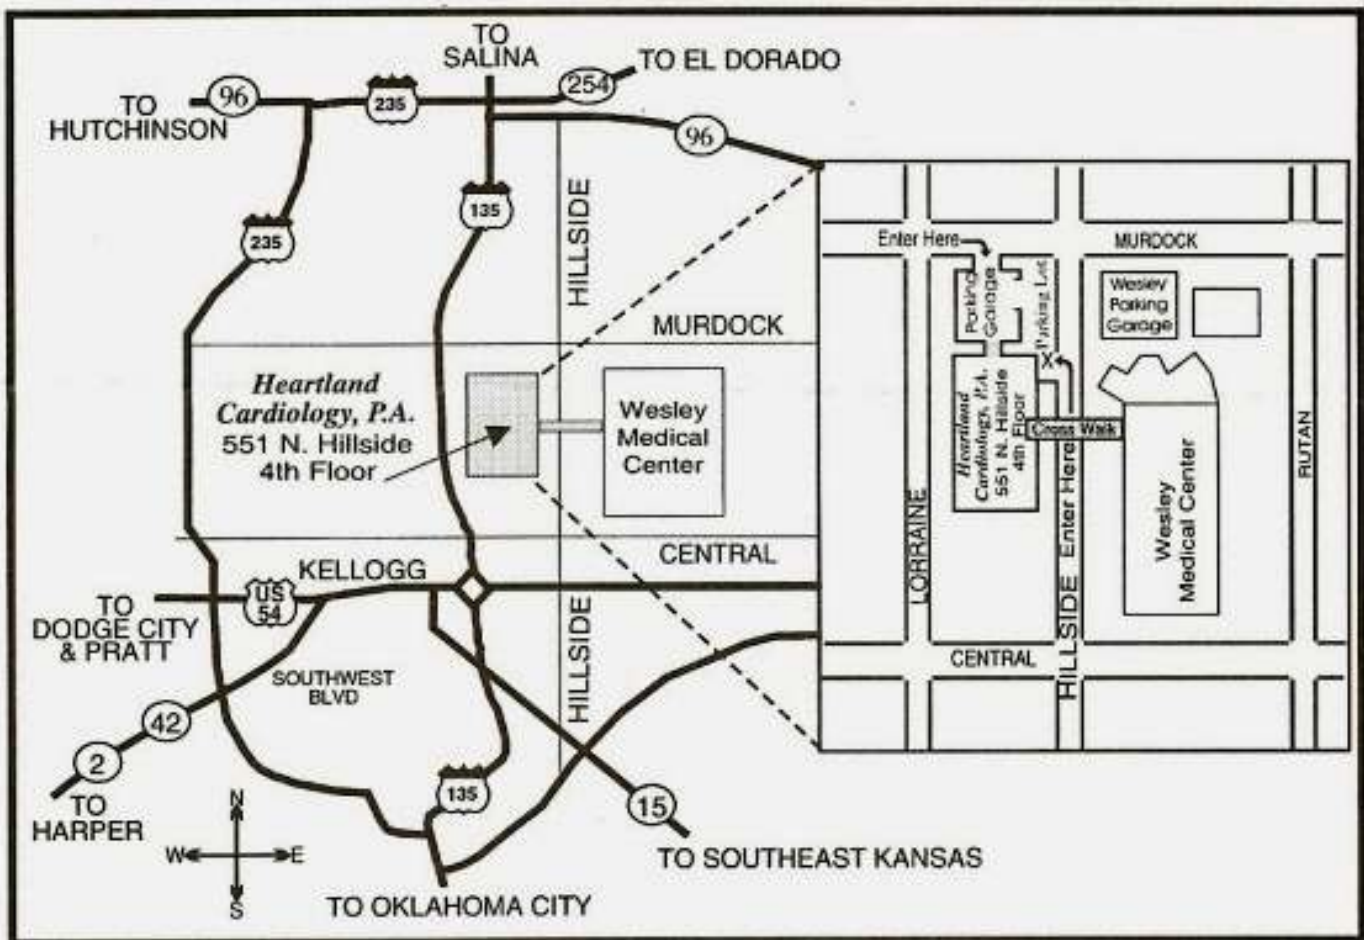 TO
SALINA
TO EL DORADO
254
TO
HUTCHINSON
96
235
96
235
135
HILLSIDE
MURDOCK
Heartland
Cardiology, P.A.
551 N. Hillside
4th Floor
Wesley
Medical
Center
CENTRAL
KELLOGG
US
54
TO
DODGE CITY
& PRATT
SOUTHWEST
BLVD
HILLSIDE
42
2
TO
HARPER
135
15
TO SOUTHEAST KANSAS
TO OKLAHOMA CITY
N
W
E
S
Enter Here
MURDOCK
Parking
Garage
Parking Lot
Wesley
Parking
Garage
X
Heartland
Cardiology, P.A.
551 N. Hillside
4th Floor
Cross Walk
Wesley
Medical Center
RUTAN
LORRAINE
HILLSIDE Enter Here
CENTRAL